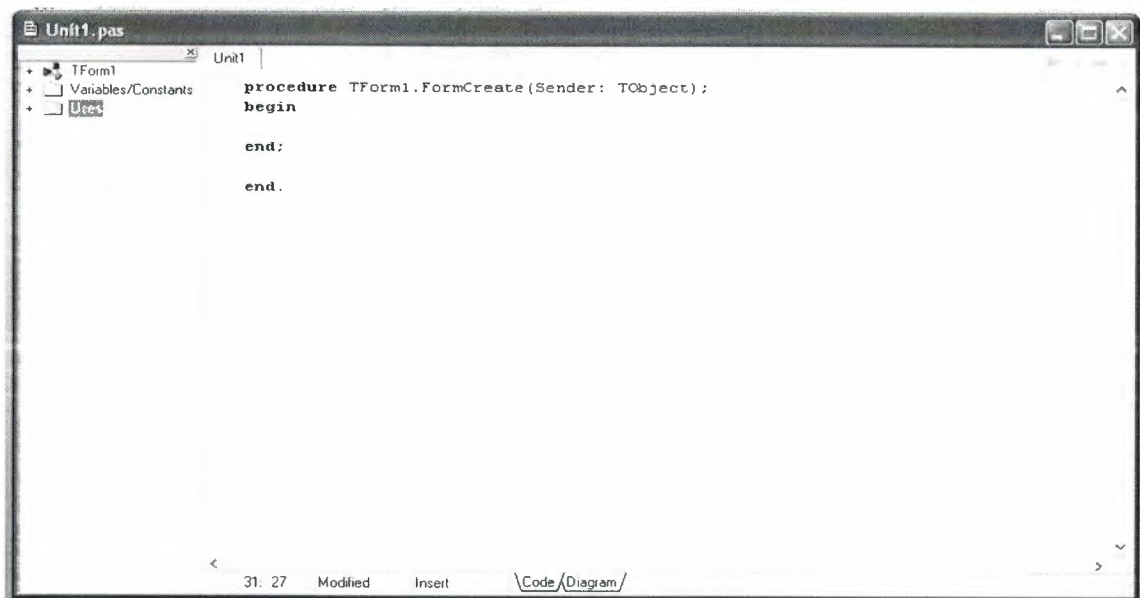 Unit1.pas
Unit1
+ TForm1
+ Variables/Constants
+ Uses
procedure TForm1.FormCreate(Sender: TObject);
begin
end;
end.
31: 27 Modified Insert \Code/Diagram/